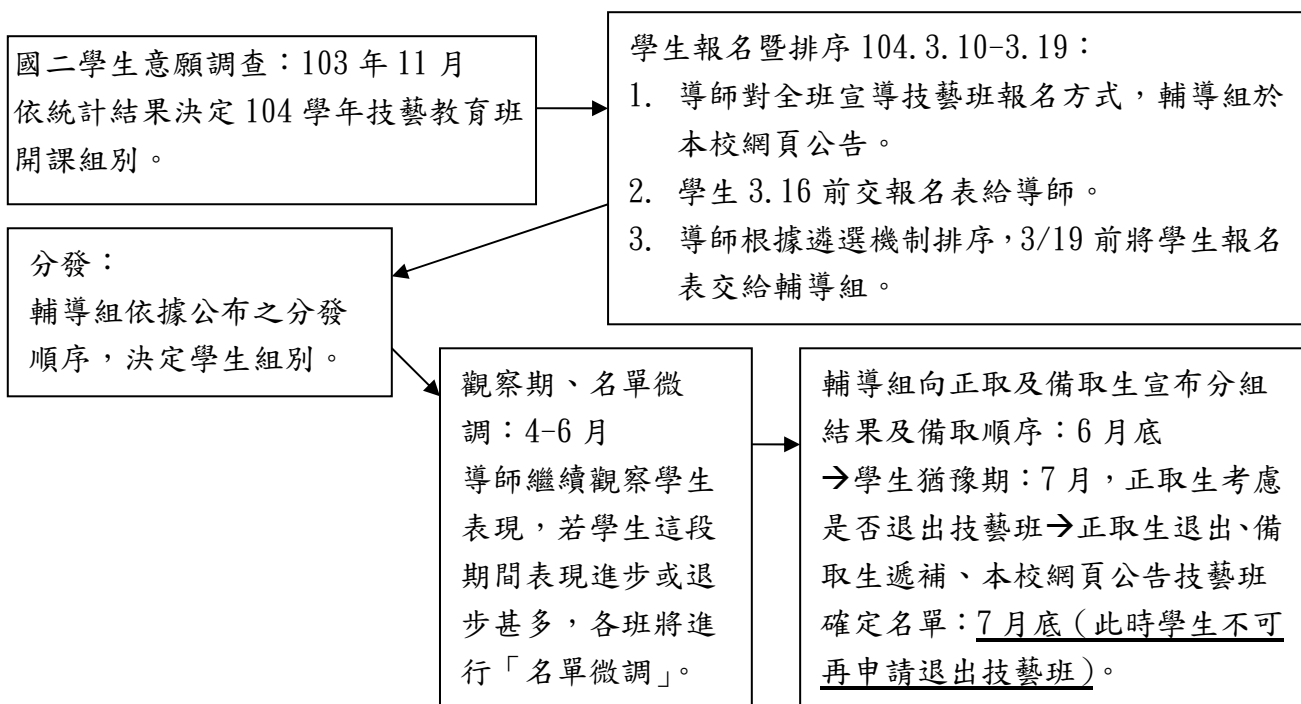 國二學生意願調查：103 年 11 月
依統計結果決定 104 學年技藝教育班
開課組別。
學生報名暨排序 104.3.10-3.19：
1. 導師對全班宣導技藝班報名方式，輔導組於
本校網頁公告。
2. 學生 3.16 前交報名表給導師。
3. 導師根據遴選機制排序，3/19 前將學生報名
表交給輔導組。
分發：
輔導組依據公布之分發
順序，決定學生組別。
觀察期、名單微
調：4-6 月
導師繼續觀察學生
表現，若學生這段
期間表現進步或退
步甚多，各班將進
行「名單微調」。
輔導組向正取及備取生宣布分組
結果及備取順序：6 月底
→學生猶豫期：7 月，正取生考慮
是否退出技藝班→正取生退出、備
取生遞補、本校網頁公告技藝班
確定名單：7 月底（此時學生不可
再申請退出技藝班）。